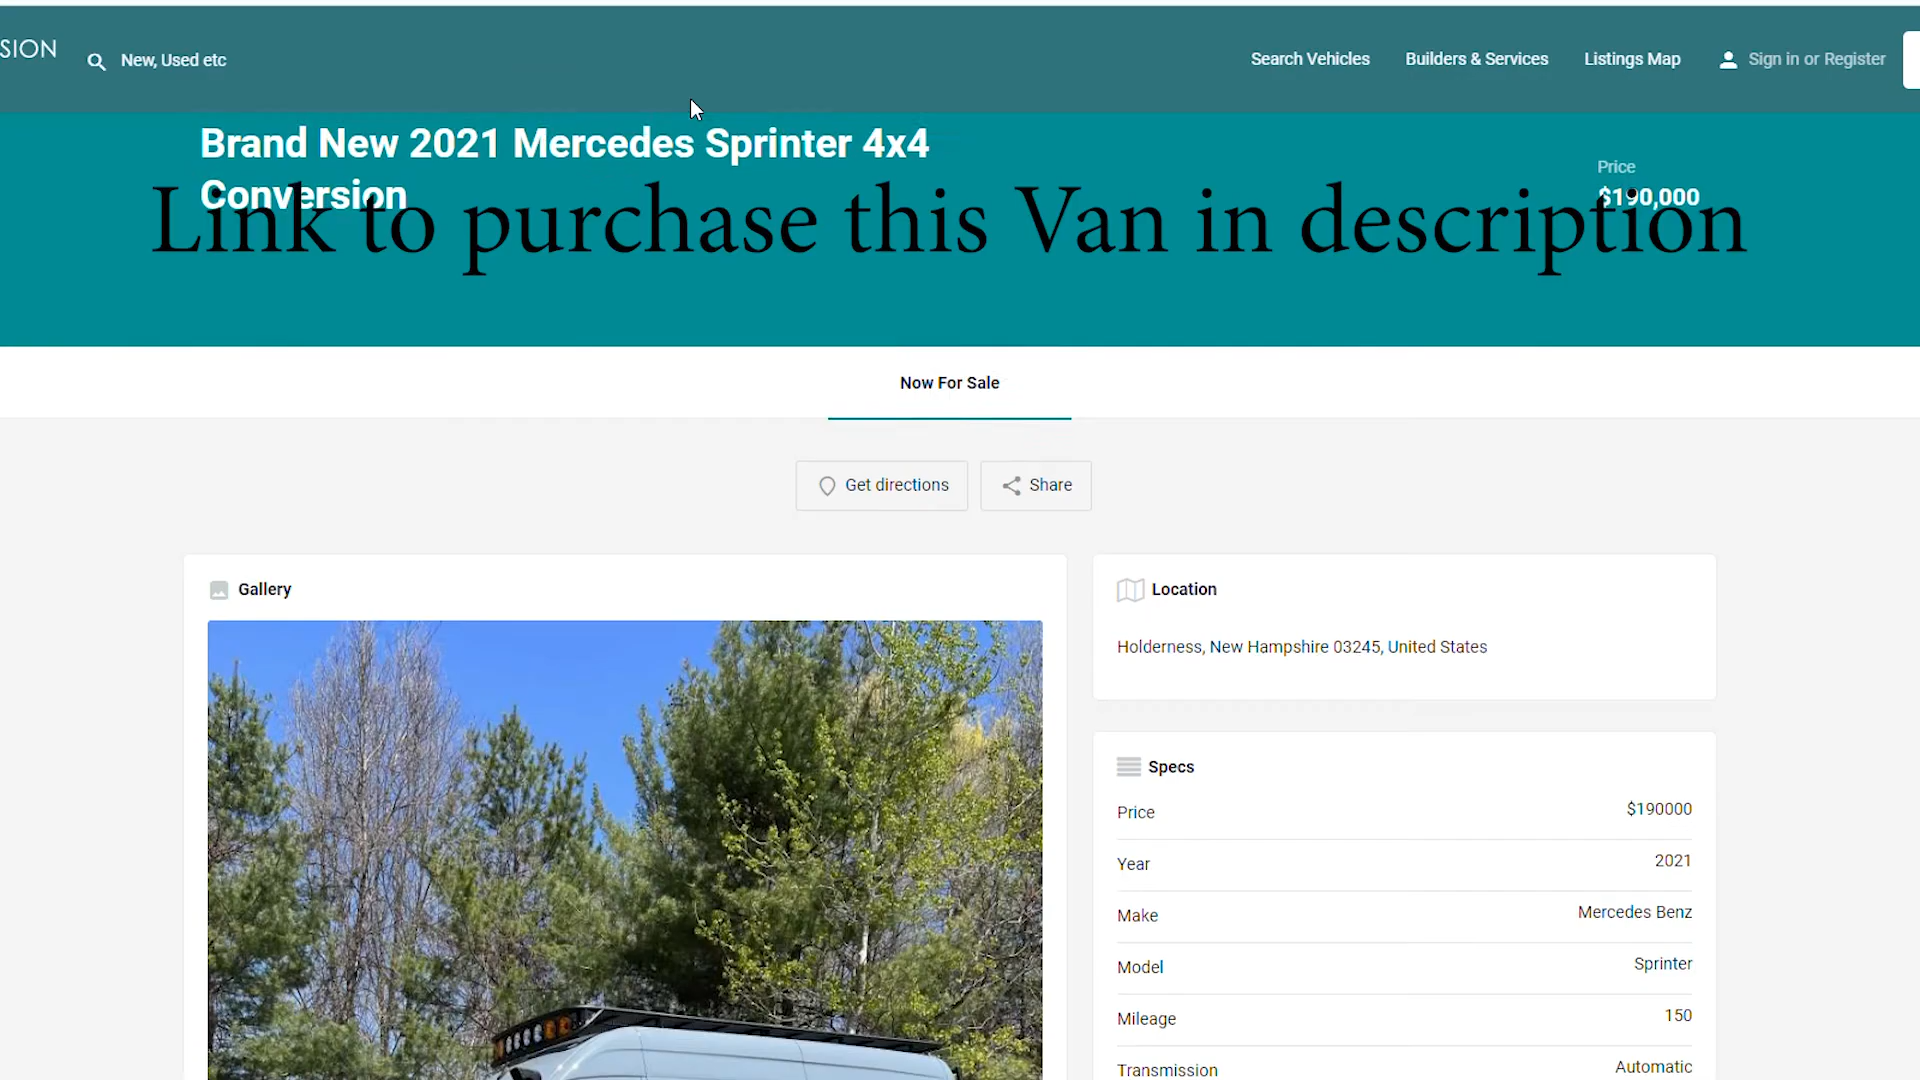 SION
New, Used etc
Search Vehicles
Builders & Services
Listings Map
Sign in or Register
Brand New 2021 Mercedes Sprinter 4x4
Conversion
Price
$190,000
Link to purchase this Van in description
Now For Sale
Get directions
Share
Gallery
Location
Holderness, New Hampshire 03245, United States
Specs
Price $190000
Year 2021
Make Mercedes Benz
Model Sprinter
Mileage 150
Transmission Automatic